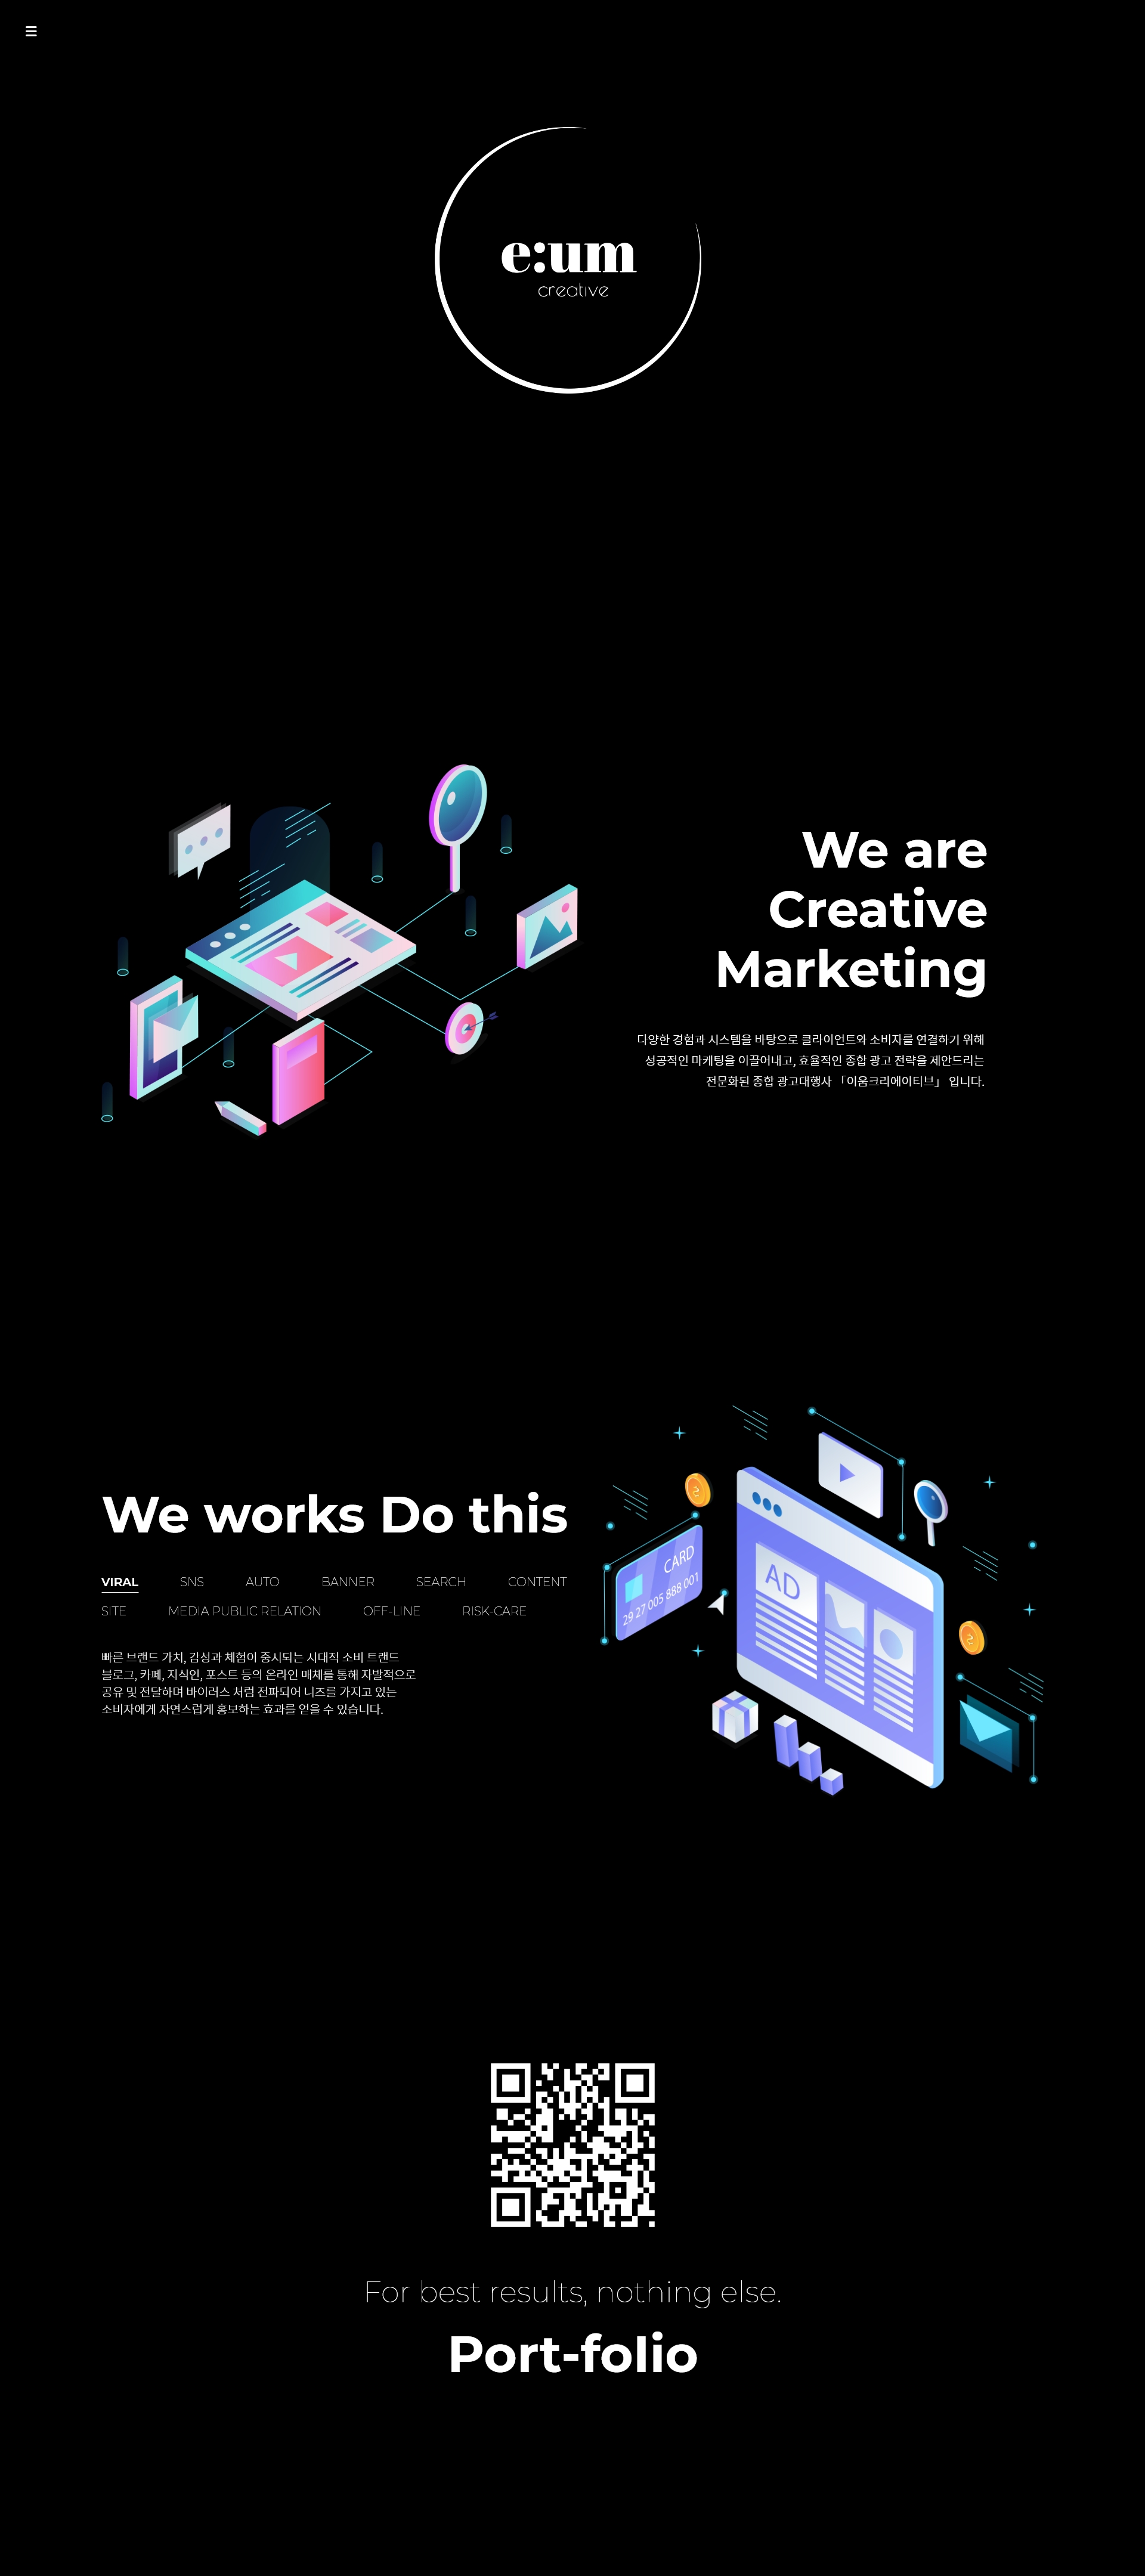 e:um
creative
We are
Creative
Marketing
다양한 경험과 시스템을 바탕으로 클라이언트와 소비자를 연결하기 위해
성공적인 마케팅을 이끌어내고, 효율적인 종합 광고 전략을 제안드리는
전문화된 종합 광고대행사 「이움크리에이티브」 입니다.
We works Do this
VIRAL SNS AUTO BANNER SEARCH CONTENT
SITE MEDIA PUBLIC RELATION OFF-LINE RISK-CARE
빠른 브랜드 가치, 감성과 체험이 중시되는 시대적 소비 트랜드
블로그, 카페, 지식인, 포스트 등의 온라인 매체를 통해 자발적으로
공유 및 전달하며 바이러스 처럼 전파되어 니즈를 가지고 있는
소비자에게 자연스럽게 홍보하는 효과를 얻을 수 있습니다.
CARD
29 27 005 888 001
AD
For best results, nothing else.
Port-folio